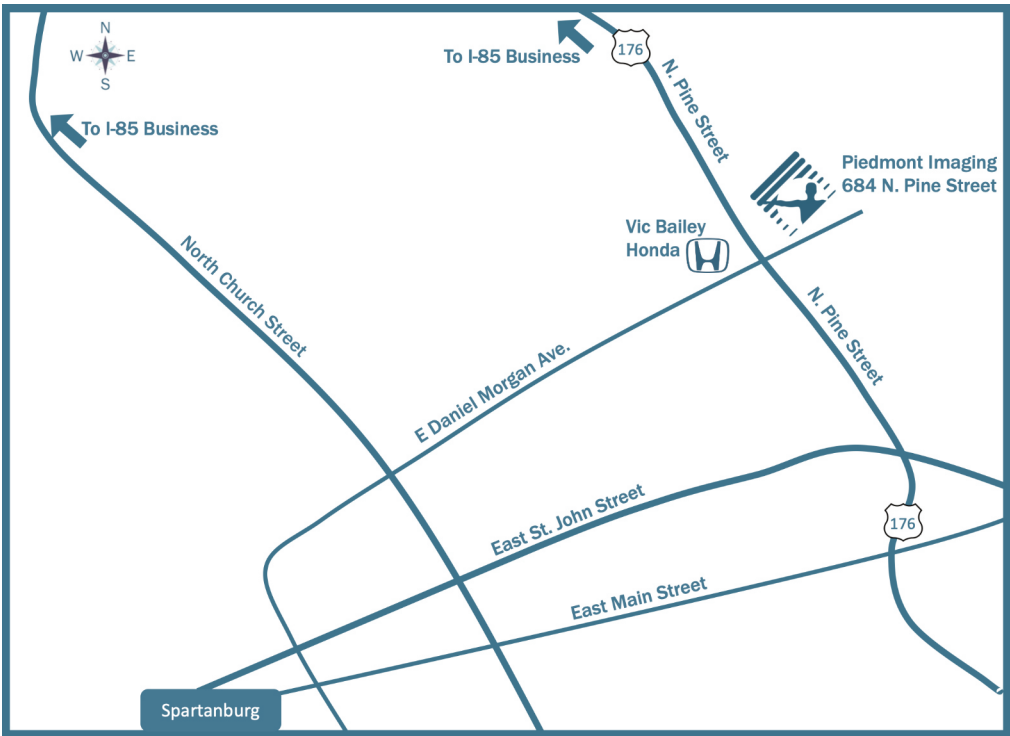 N
W E
S
To I-85 Business
176
To I-85 Business
N. Pine Street
Piedmont Imaging
684 N. Pine Street
Vic Bailey
Honda
North Church Street
N. Pine Street
E Daniel Morgan Ave.
East St. John Street
176
East Main Street
Spartanburg